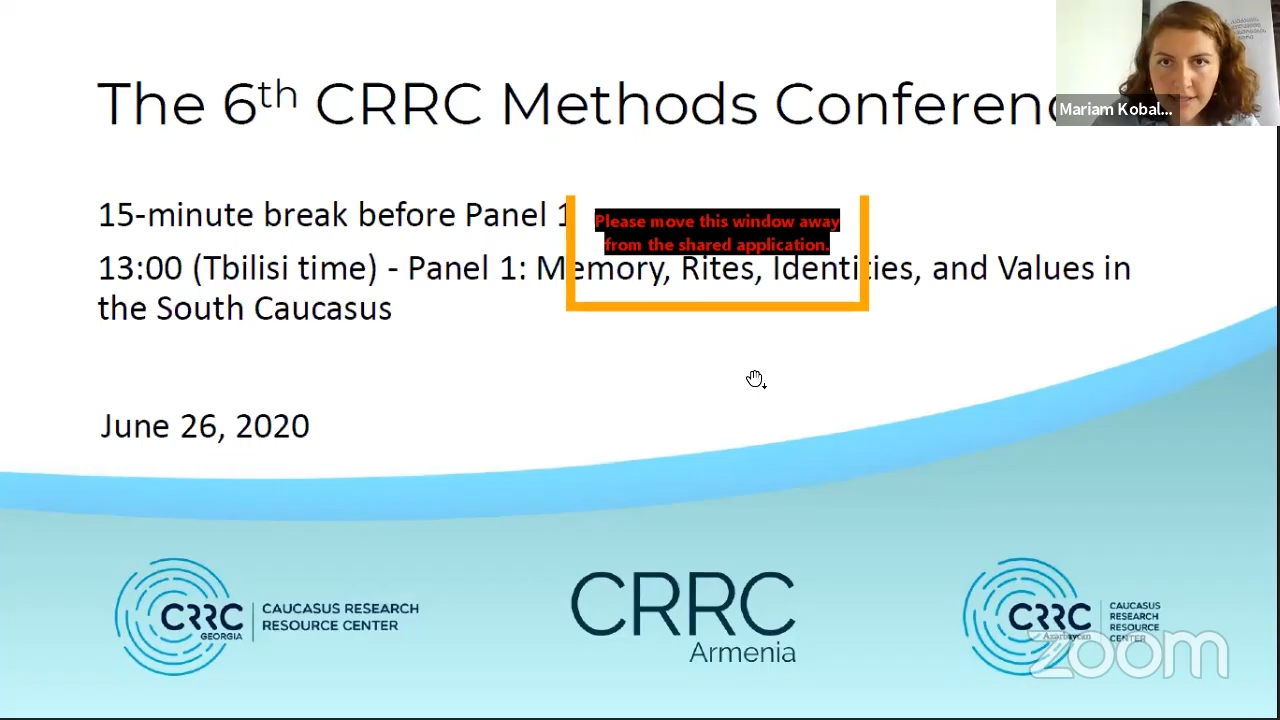 The 6th CRRC Methods Conferenc
Mariam Kobal...
15-minute break before Panel 1
Please move this window away
from the shared application.
13:00 (Tbilisi time) - Panel 1: Memory, Rites, Identities, and Values in
the South Caucasus
June 26, 2020
CRRC
GEORGIA
CAUCASUS RESEARCH
RESOURCE CENTER
CRRC
Armenia
CRRC
Azərbaycan
CAUCASUS
RESEARCH
RESOURCE
CENTER
zoom